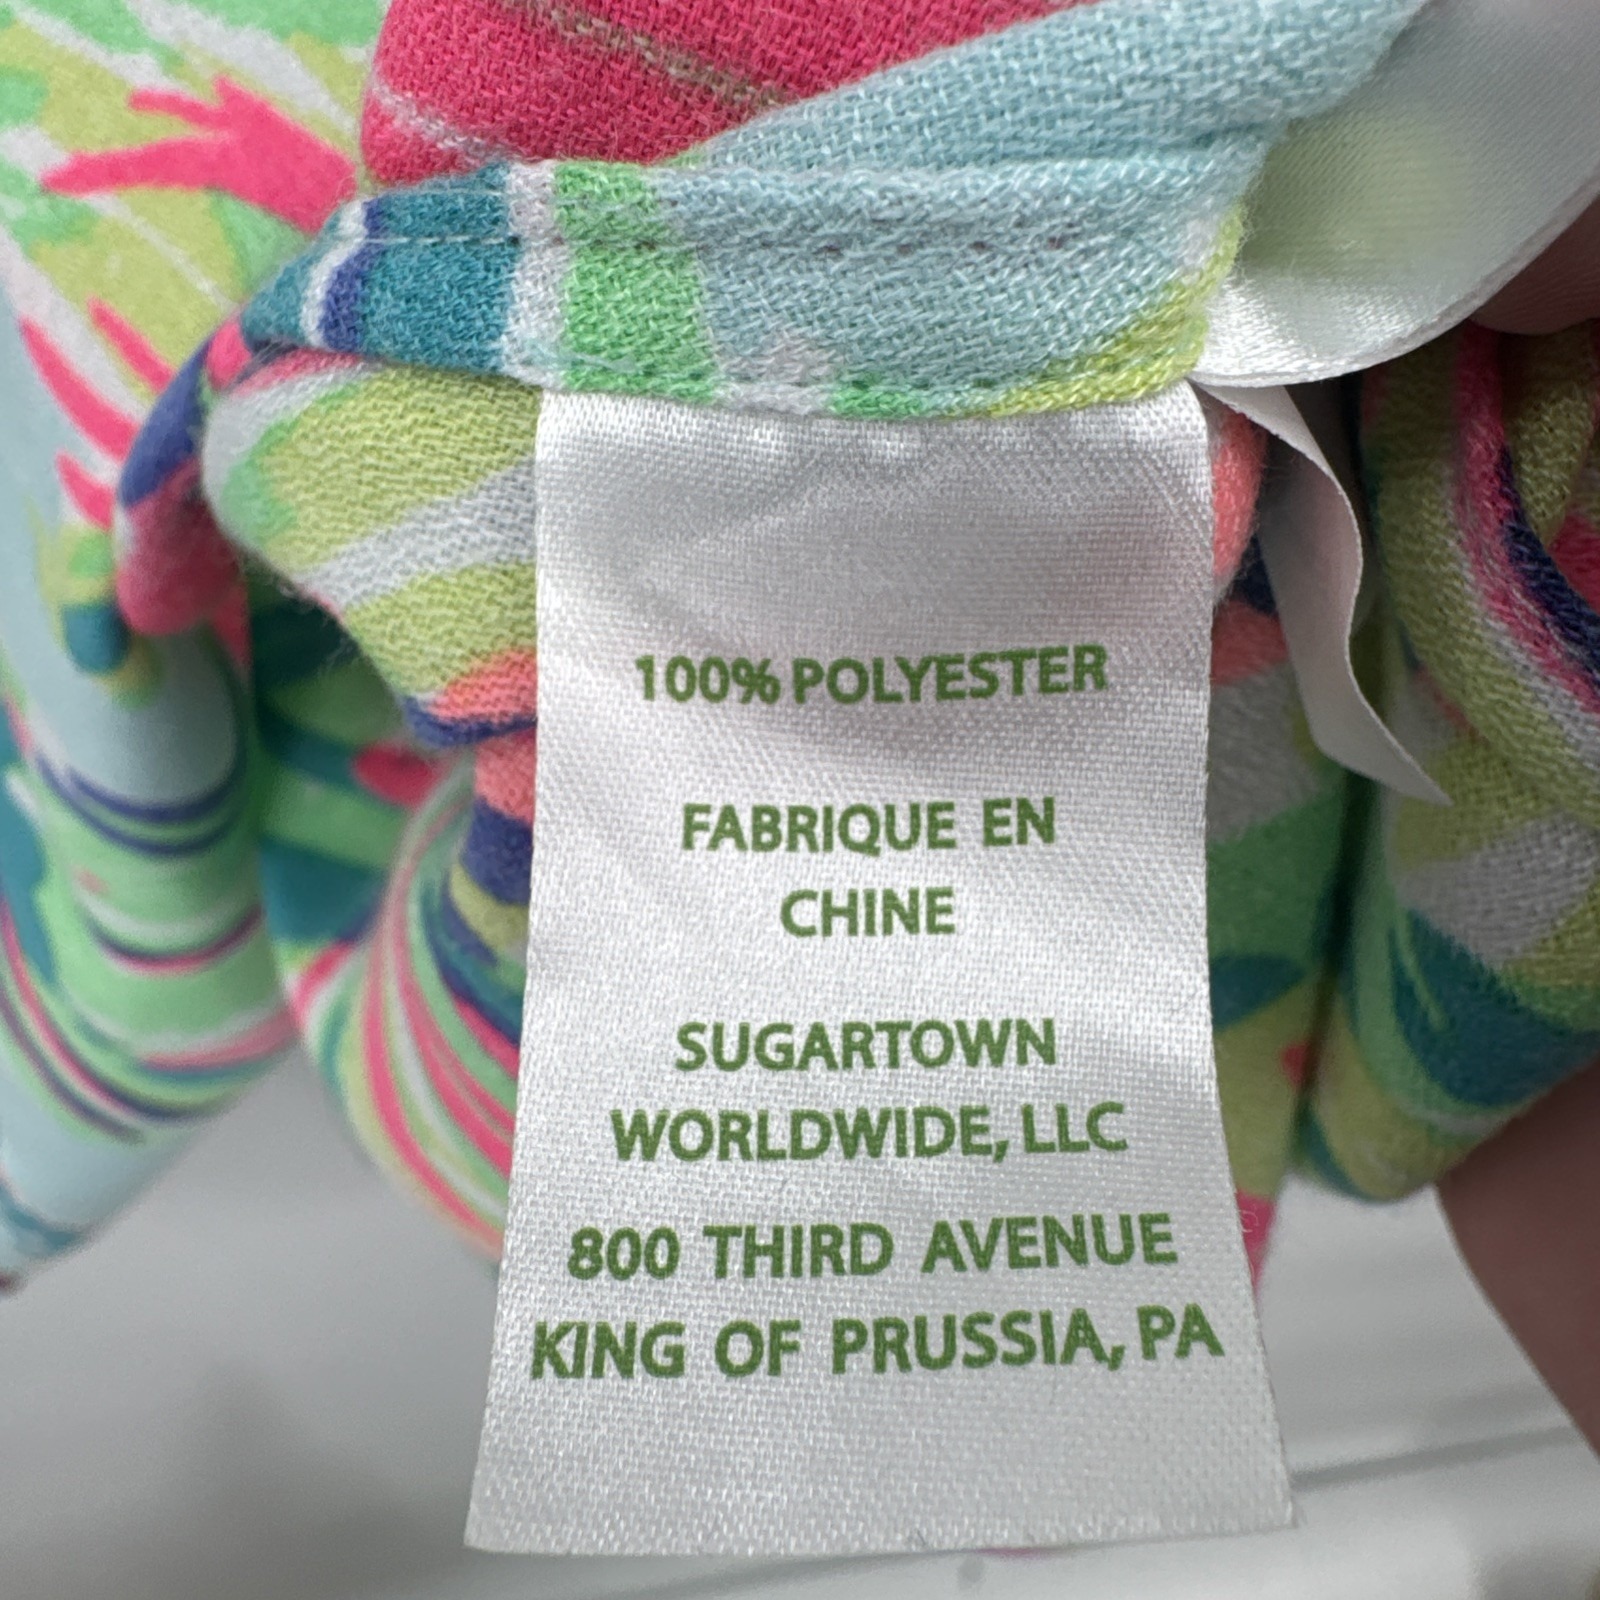 100% POLYESTER
FABRIQUE EN
CHINE
SUGARTOWN
WORLDWIDE, LLC
800 THIRD AVENUE
KING OF PRUSSIA, PA